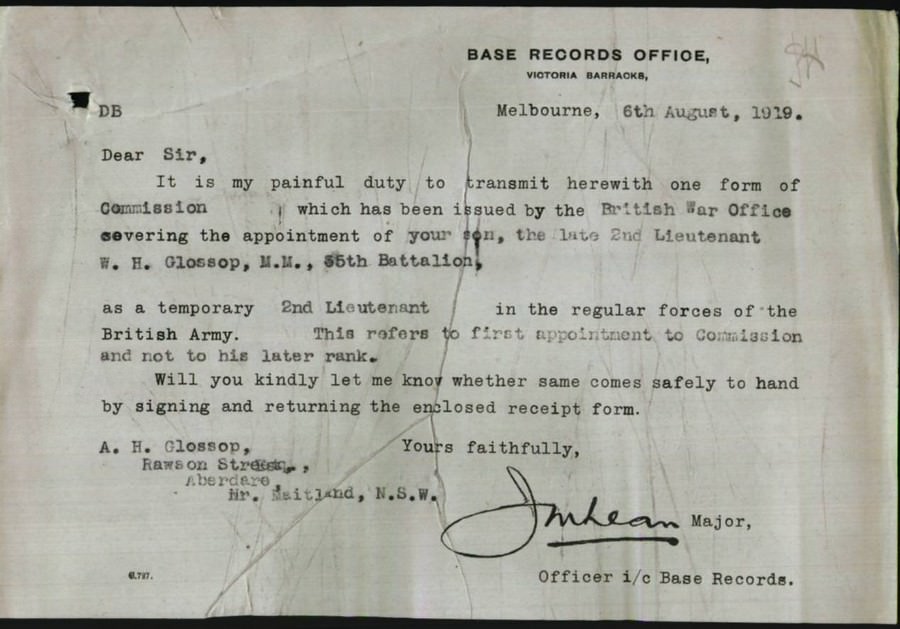 BASE RECORDS OFFICE,
VICTORIA BARRACKS,
DB
Melbourne, 6th August, 1919.
Dear Sir,
It is my painful duty to transmit herewith one form of
Commission , which has been issued by the British War Office
covering the appointment of your son, the late 2nd Lieutenant
W. H. Glossop, M.M., 35th Battalion,
as a temporary 2nd Lieutenant in the regular forces of the
British Army. This refers to first appointment to Commission
and not to his later rank.
Will you kindly let me know whether same comes safely to hand
by signing and returning the enclosed receipt form.
A. H. Glossop, Yours faithfully,
Rawson
Aberdare,
Nr. Maitland, N.S.W.
JMLean Major,
Officer i/c Base Records.